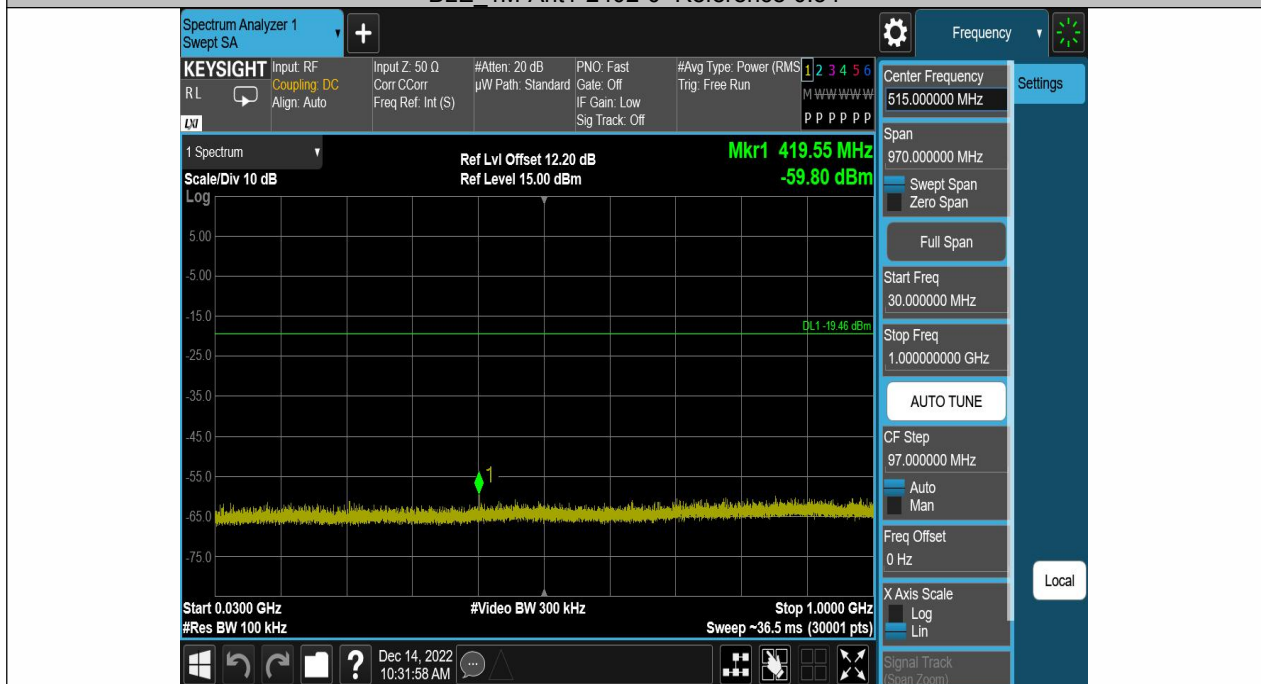 Spectrum Analyzer 1
Swept SA
Frequency
KEYSIGHT
RL
LXI
Input: RF
Coupling: DC
Align: Auto
Input Z: 50 Ω
Corr CCorr
Freq Ref: Int (S)
#Atten: 20 dB
µW Path: Standard
PNO: Fast
Gate: Off
IF Gain: Low
Sig Track: Off
#Avg Type: Power (RMS
Trig: Free Run
1 2 3 4 5 6
M W W W W W
P P P P P P
1 Spectrum
Scale/Div 10 dB
Ref Lvl Offset 12.20 dB
Ref Level 15.00 dBm
Mkr1 419.55 MHz
-59.80 dBm
Log
5.00
-5.00
-15.0
DL1 -19.46 dBm
-25.0
-35.0
-45.0
-55.0
1
-65.0
-75.0
Start 0.0300 GHz
#Video BW 300 kHz
Stop 1.0000 GHz
#Res BW 100 kHz
Sweep ~36.5 ms (30001 pts)
?
Dec 14, 2022
10:31:58 AM
Center Frequency
515.000000 MHz
Settings
Span
970.000000 MHz
Swept Span
Zero Span
Full Span
Start Freq
30.000000 MHz
Stop Freq
1.000000000 GHz
AUTO TUNE
CF Step
97.000000 MHz
Auto
Man
Freq Offset
0 Hz
Local
X Axis Scale
Log
Lin
Signal Track
(Span Zoom)